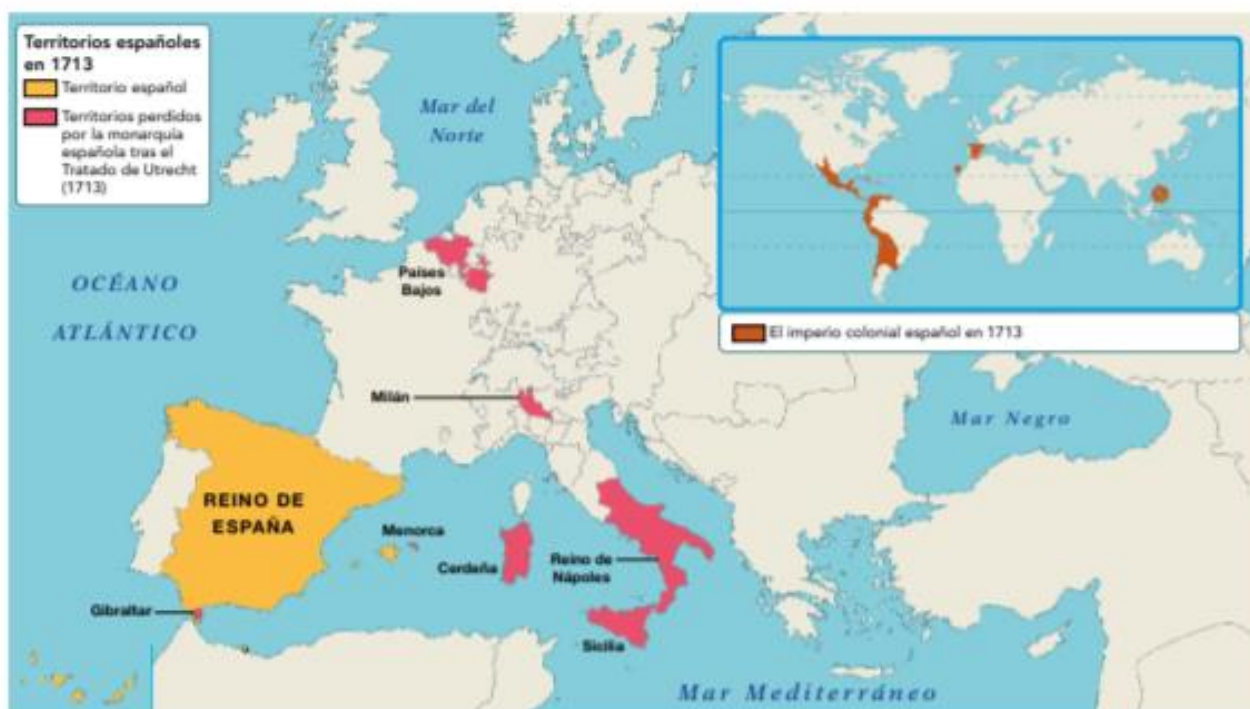 Territorios españoles
en 1713
Territorio español
Territorios perdidos
por la monarquía
española tras el
Tratado de Utrecht
(1713)
Mar del
Norte
El imperio colonial español en 1713
OCÉANO
ATLÁNTICO
Países
Bajos
Milán
Mar Negro
REINO DE
ESPAÑA
Menorca
Cerdeña
Reino de
Nápoles
Gibraltar
Sicilia
Mar Mediterráneo